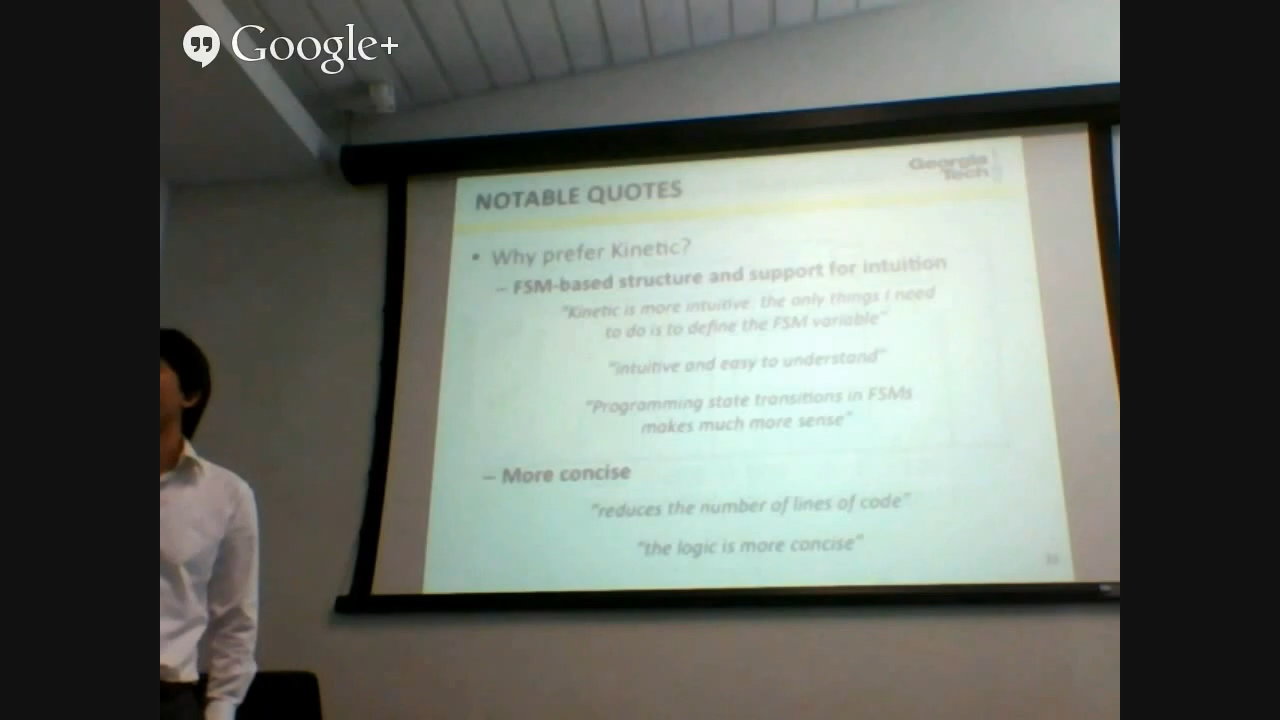 Google+
Georgia
Tech
NOTABLE QUOTES
• Why prefer Kinetic?
– FSM-based structure and support for intuition
"Kinetic is more intuitive: the only things I need
to do is to define the FSM variable"
"intuitive and easy to understand"
"Programming state transitions in FSMs
makes much more sense"
– More concise
"reduces the number of lines of code"
"the logic is more concise"